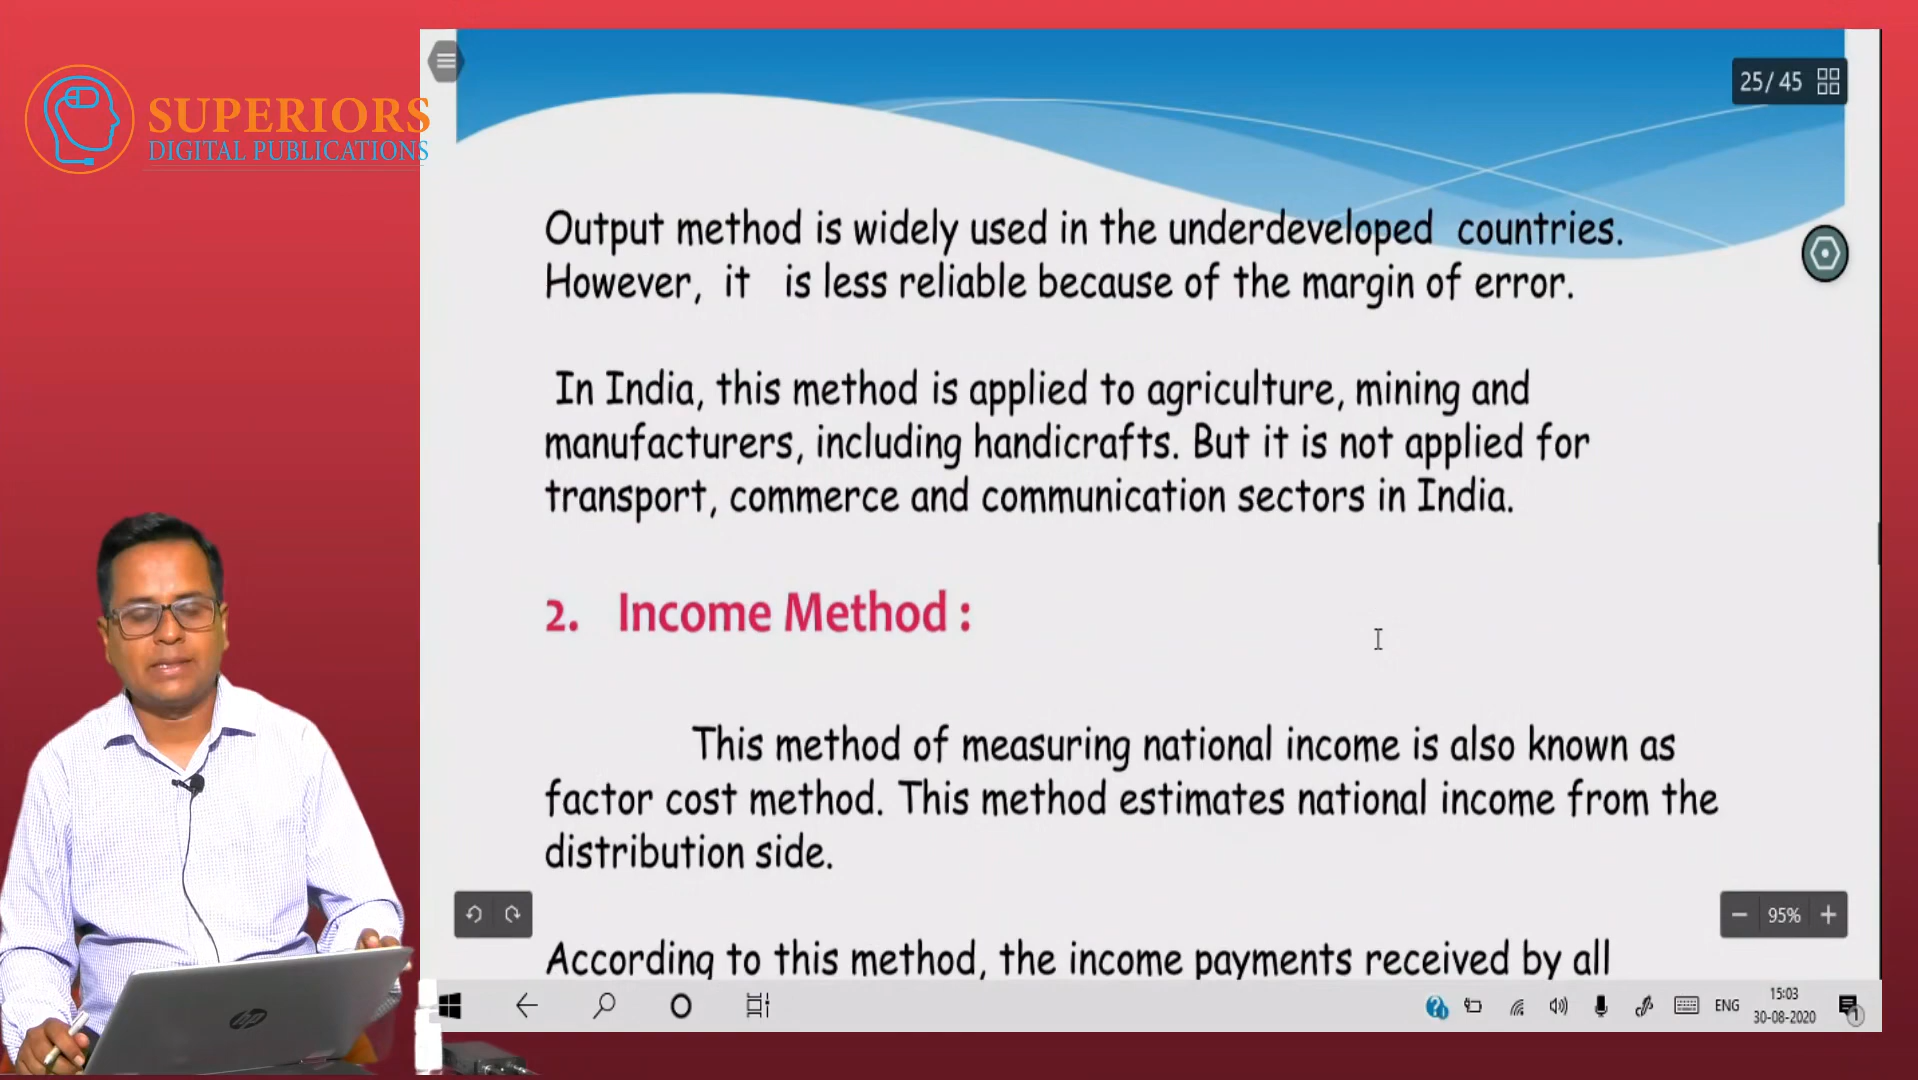 SUPERIORS
DIGITAL PUBLICATIONS
25/ 45
Output method is widely used in the underdeveloped countries.
However, it is less reliable because of the margin of error.
In India, this method is applied to agriculture, mining and
manufacturers, including handicrafts. But it is not applied for
transport, commerce and communication sectors in India.
2. Income Method :
This method of measuring national income is also known as
factor cost method. This method estimates national income from the
distribution side.
95%
According to this method, the income payments received by all
hp
ENG
15:03
30-08-2020
1